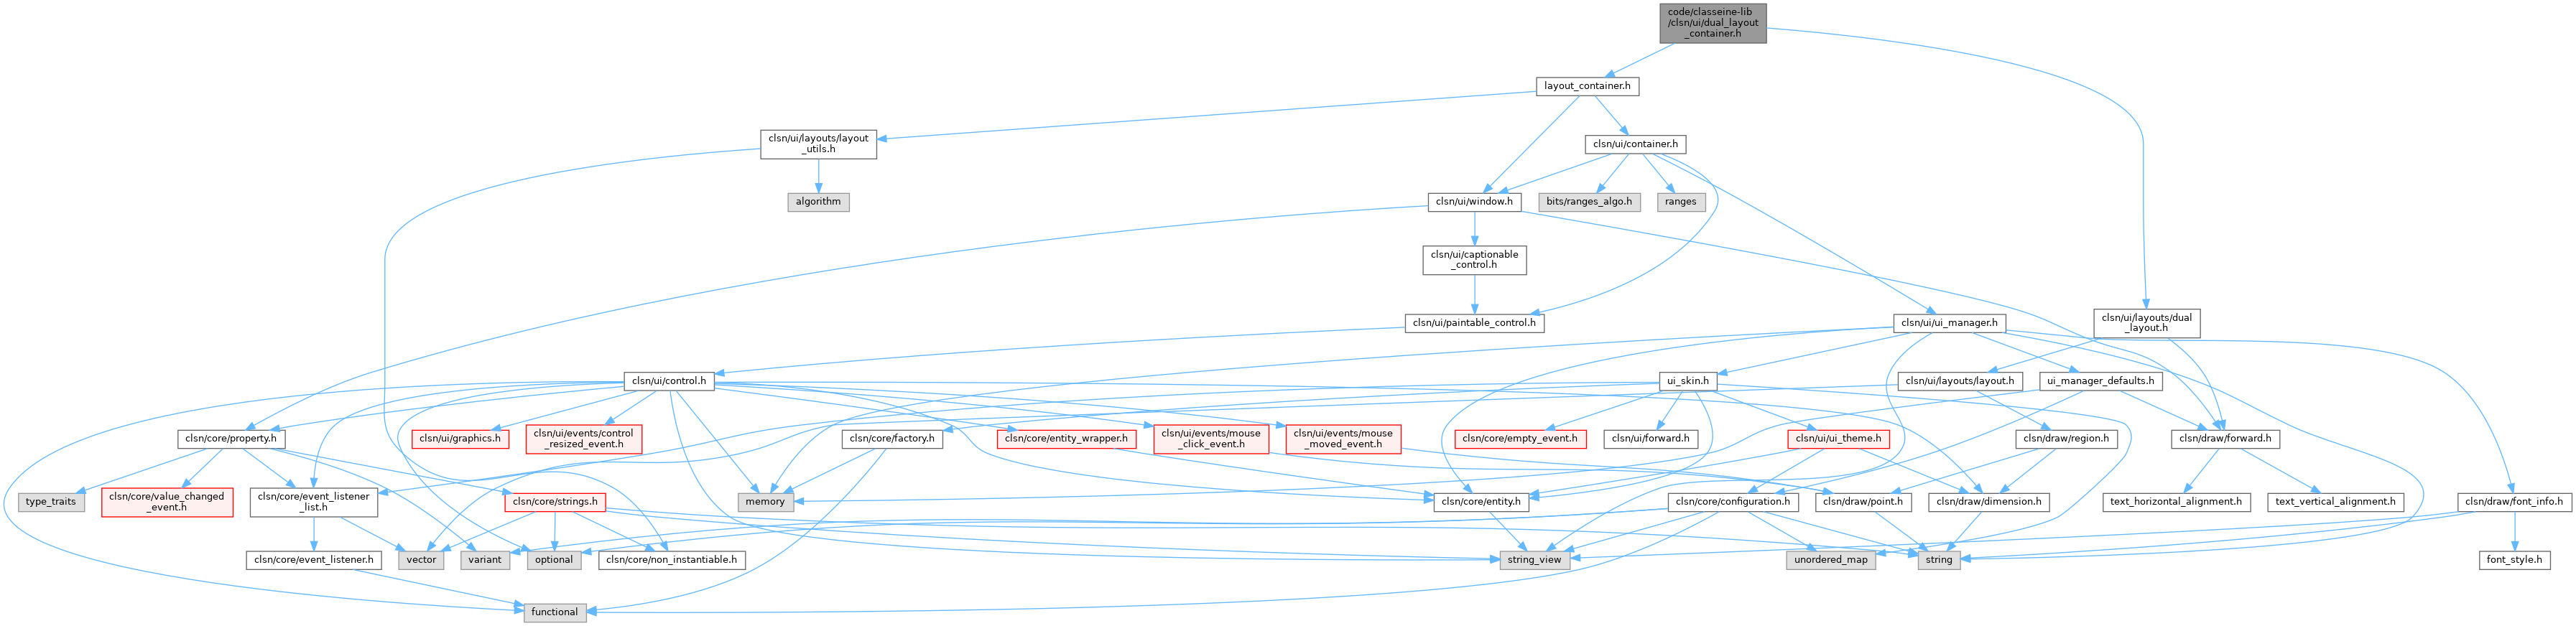 code/classeine-lib
/clsn/ui/dual_layout
_container.h
layout_container.h
clsn/ui/layouts/layout
_utils.h
clsn/ui/container.h
algorithm
clsn/ui/window.h
bits/ranges_algo.h
ranges
clsn/ui/captionable
_control.h
clsn/ui/paintable_control.h
clsn/ui/ui_manager.h
clsn/ui/layouts/dual
_layout.h
clsn/ui/control.h
ui_skin.h
clsn/ui/layouts/layout.h
ui_manager_defaults.h
clsn/core/property.h
clsn/ui/graphics.h
clsn/ui/events/control
_resized_event.h
clsn/core/factory.h
clsn/core/entity_wrapper.h
clsn/ui/events/mouse
_click_event.h
clsn/ui/events/mouse
_moved_event.h
clsn/core/empty_event.h
clsn/ui/forward.h
clsn/ui/ui_theme.h
clsn/draw/region.h
clsn/draw/forward.h
type_traits
clsn/core/value_changed
_event.h
clsn/core/event_listener
_list.h
clsn/core/strings.h
memory
clsn/core/entity.h
clsn/core/configuration.h
clsn/draw/point.h
clsn/draw/dimension.h
text_horizontal_alignment.h
text_vertical_alignment.h
clsn/draw/font_info.h
clsn/core/event_listener.h
vector
variant
optional
clsn/core/non_instantiable.h
string_view
unordered_map
string
font_style.h
functional